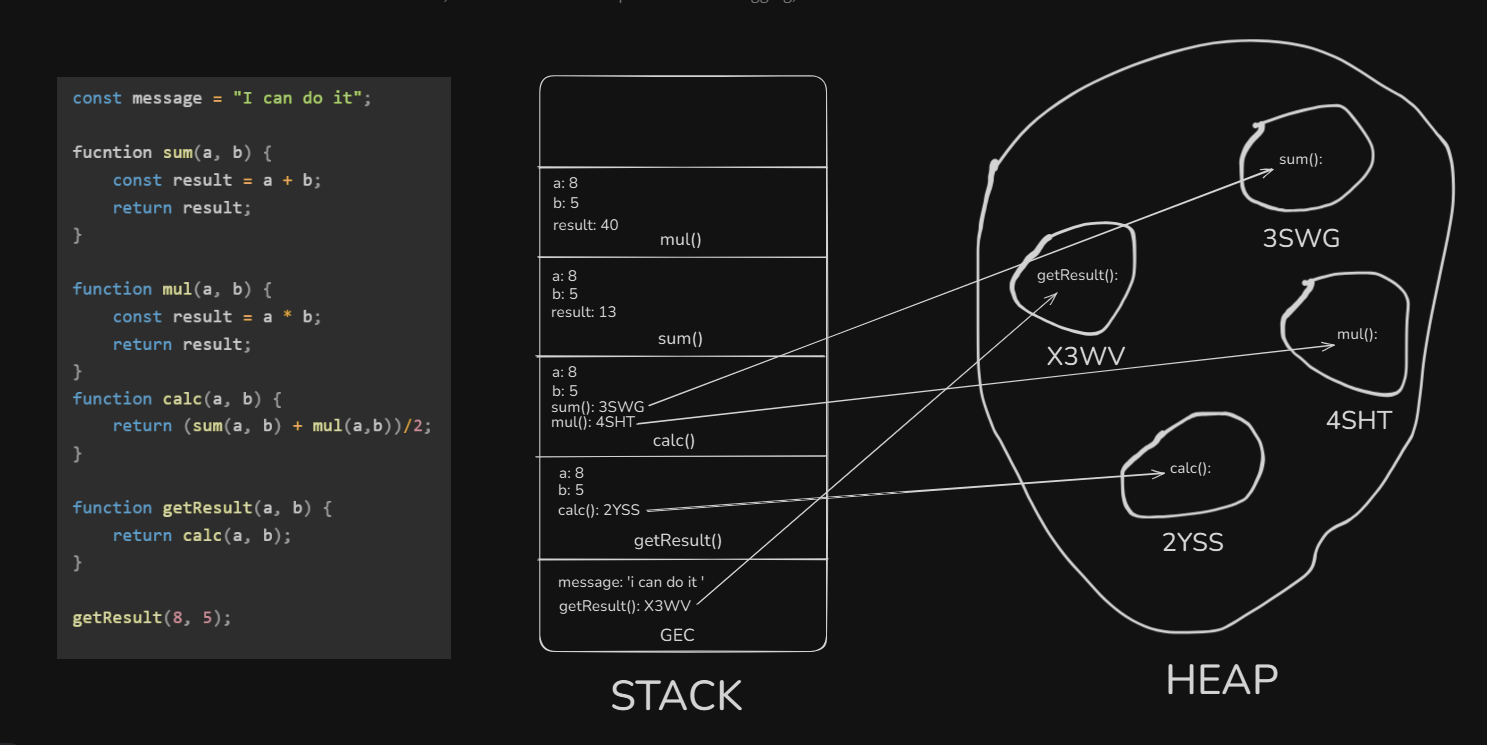 const message = "I can do it";
fucntion sum(a, b) {
    const result = a + b;
    return result;
}
function mul(a, b) {
    const result = a * b;
    return result;
}
function calc(a, b) {
    return (sum(a, b) + mul(a,b))/2;
}
function getResult(a, b) {
    return calc(a, b);
}
getResult(8, 5);
a: 8
b: 5
result: 40
mul()
a: 8
b: 5
result: 13
sum()
a: 8
b: 5
sum(): 3SWG
mul(): 4SHT
calc()
a: 8
b: 5
calc(): 2YSS
getResult()
message: 'i can do it '
getResult(): X3WV
GEC
STACK
sum():
3SWG
getResult():
X3WV
mul():
4SHT
calc():
2YSS
HEAP